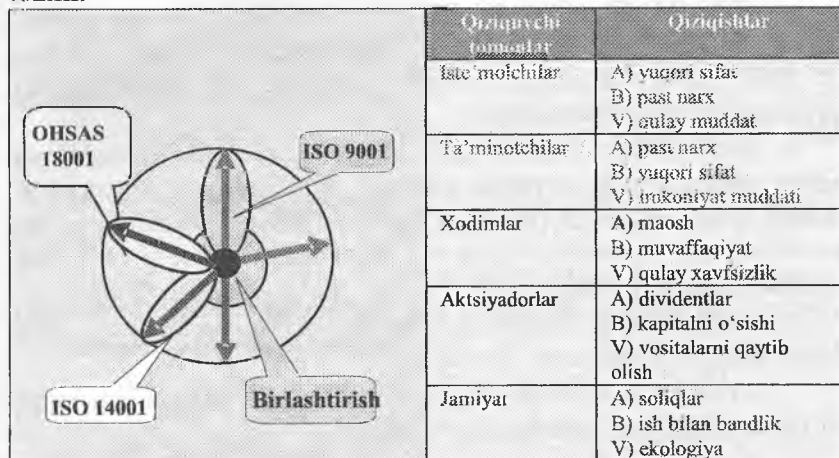 OHSAS
18001
ISO 9001
ISO 14001
Birlashtirish
Qiziquvchi
tomonlar
Qiziqishlar
Iste'molchilar
A) yuqori sifat
B) past narx
V) qulay muddat
Ta'minotchilar
A) past narx
B) yuqori sifat
V) imkoniyat muddati
Xodimlar
A) maosh
B) muvaffaqiyat
V) qulay xavfsizlik
Aktsiyadorlar
A) dividentlar
B) kapitalni o‘sishi
V) vositalarni qaytib
olish
Jamiyat
A) soliqlar
B) ish bilan bandlik
V) ekologiya